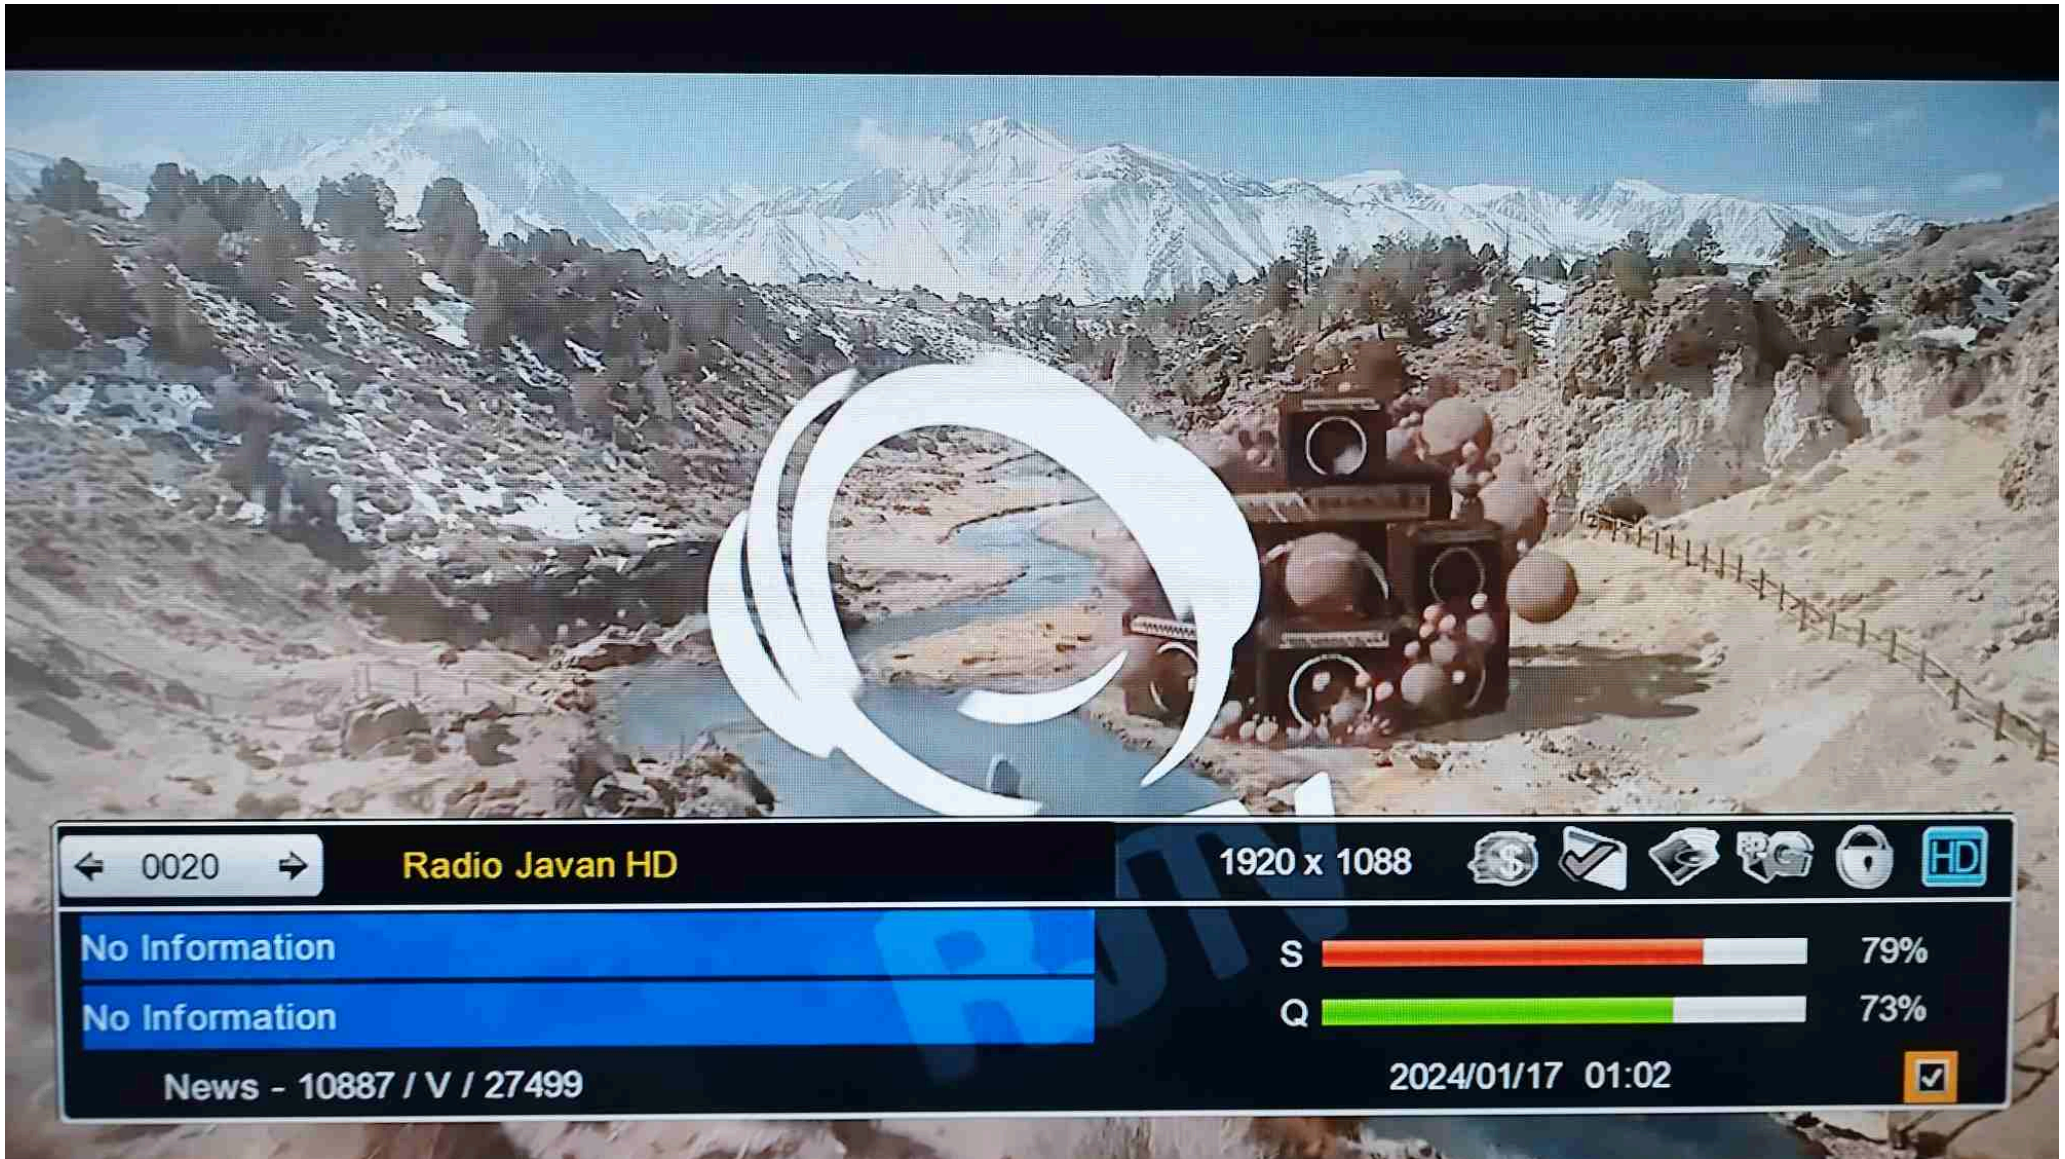 0020
Radio Javan HD
1920 x 1088
HD
No Information
No Information
S 79%
Q 73%
News - 10887 / V / 27499
2024/01/17 01:02
RJTV